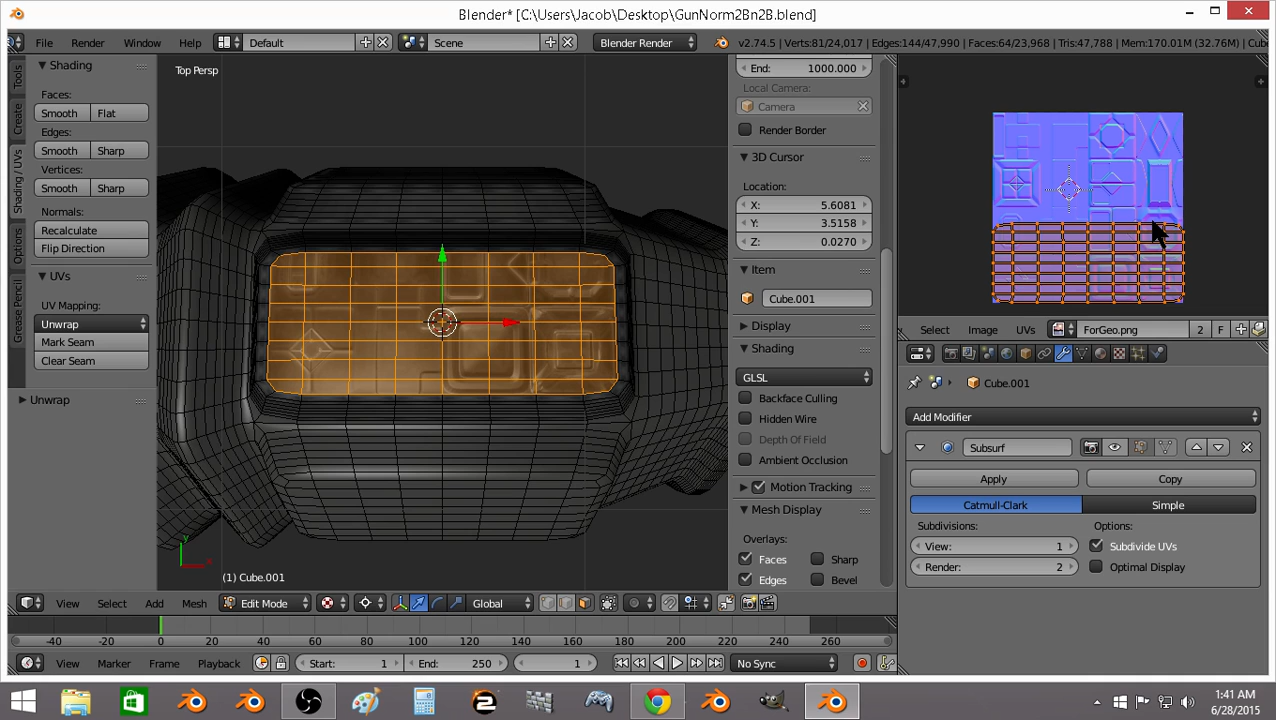 Blender* [C:\Users\Jacob\Desktop\GunNorm2Bn2B.blend]
File Render Window Help Default Scene Blender Render v2.74.5 | Verts:81/24,017 | Edges:144/47,990 | Faces:64/23,968 | Tris:47,788 | Mem:170.01M (32.76M) | Cube
Tools
Create
Shading / UVs
Options
Grease Pencil
Shading
Faces:
Smooth Flat
Edges:
Smooth Sharp
Vertices:
Smooth Sharp
Normals:
Recalculate
Flip Direction
UVs
UV Mapping:
Unwrap
Mark Seam
Clear Seam
Unwrap
Top Persp
y
(1) Cube.001
End: 1000.000
Local Camera:
Camera
Render Border
3D Cursor
Location:
X: 5.6081
Y: 3.5158
Z: 0.0270
Item
Cube.001
Display
Shading
GLSL
Backface Culling
Hidden Wire
Depth Of Field
Ambient Occlusion
Motion Tracking
Mesh Display
Overlays:
Faces Sharp
Edges Bevel
Select Image UVs ForGeo.png 2 F
Cube.001
Add Modifier
Subsurf
Apply Copy
Catmull-Clark Simple
Subdivisions: Options:
View: 1 Subdivide UVs
Render: 2 Optimal Display
View Select Add Mesh Edit Mode Global
-40 -20 0 20 40 60 80 100 120 140 160 180 200 220 240 260
View Marker Frame Playback Start: 1 End: 250 1 No Sync
1:41 AM
6/28/2015